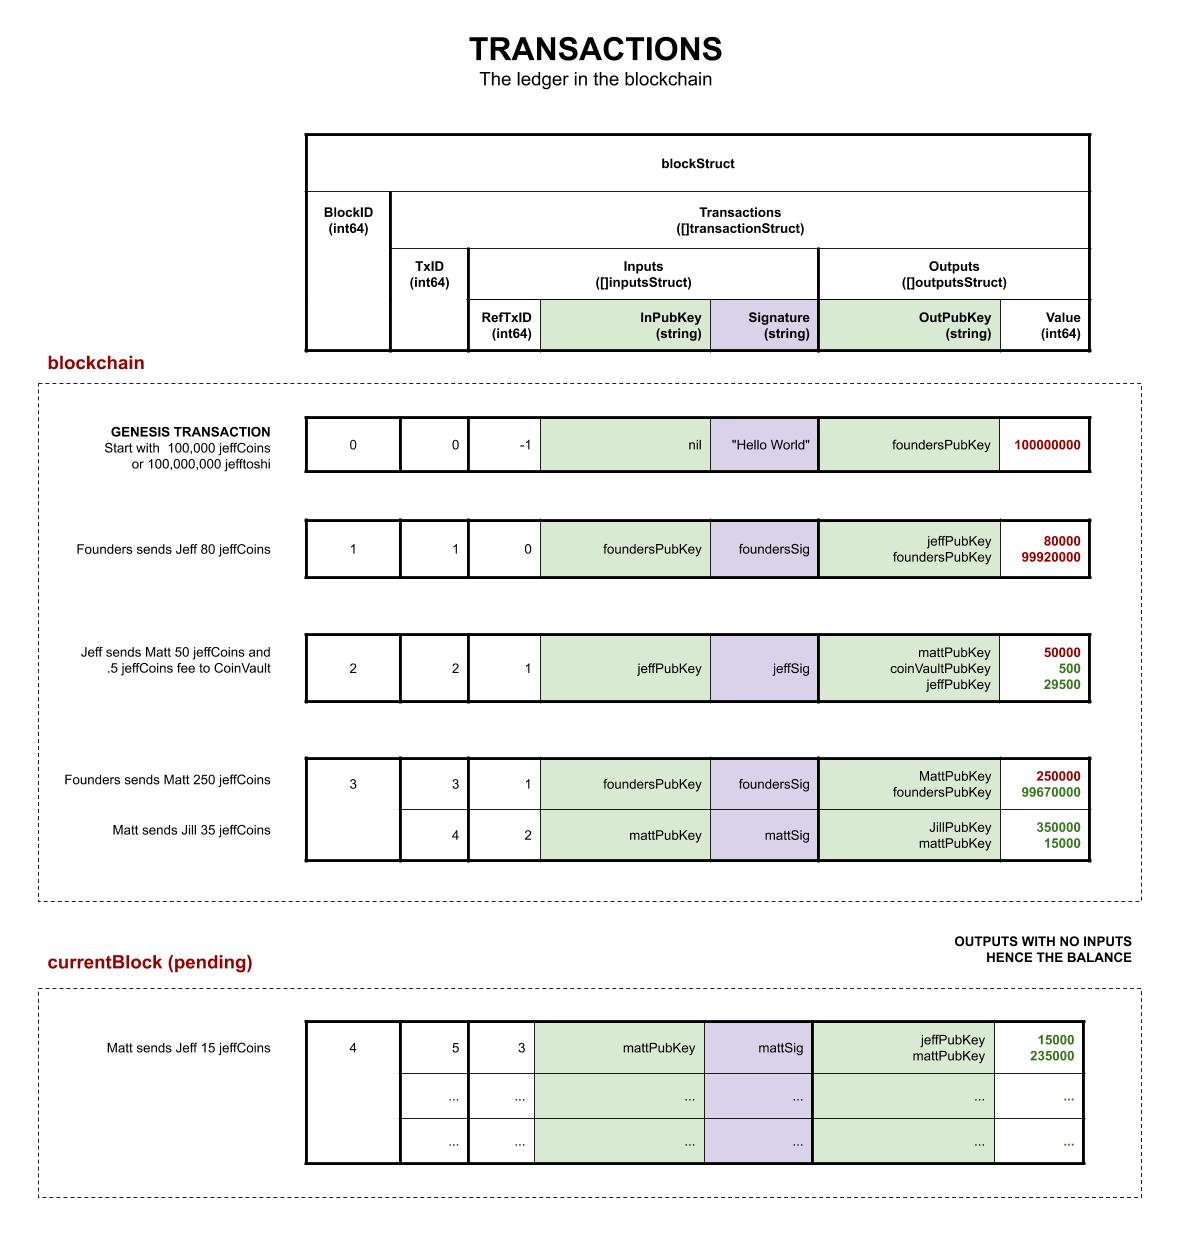 TRANSACTIONS
The ledger in the blockchain
blockStruct
BlockID
(int64)
Transactions
([]transactionStruct)
TxID
(int64)
Inputs
([]inputsStruct)
Outputs
([]outputsStruct)
RefTxID
(int64)
InPubKey
(string)
Signature
(string)
OutPubKey
(string)
Value
(int64)
blockchain
GENESIS TRANSACTION
Start with  100,000 jeffCoins
or 100,000,000 jefftoshi
0
0
-1
nil
"Hello World"
foundersPubKey
100000000
Founders sends Jeff 80 jeffCoins
1
1
0
foundersPubKey
foundersSig
jeffPubKey
foundersPubKey
80000
99920000
Jeff sends Matt 50 jeffCoins and
.5 jeffCoins fee to CoinVault
2
2
1
jeffPubKey
jeffSig
mattPubKey
coinVaultPubKey
jeffPubKey
50000
500
29500
Founders sends Matt 250 jeffCoins
3
3
1
foundersPubKey
foundersSig
MattPubKey
foundersPubKey
250000
99670000
Matt sends Jill 35 jeffCoins
4
2
mattPubKey
mattSig
JillPubKey
mattPubKey
350000
15000
OUTPUTS WITH NO INPUTS
HENCE THE BALANCE
currentBlock (pending)
Matt sends Jeff 15 jeffCoins
4
5
3
mattPubKey
mattSig
jeffPubKey
mattPubKey
15000
235000
...
...
...
...
...
...
...
...
...
...
...
...